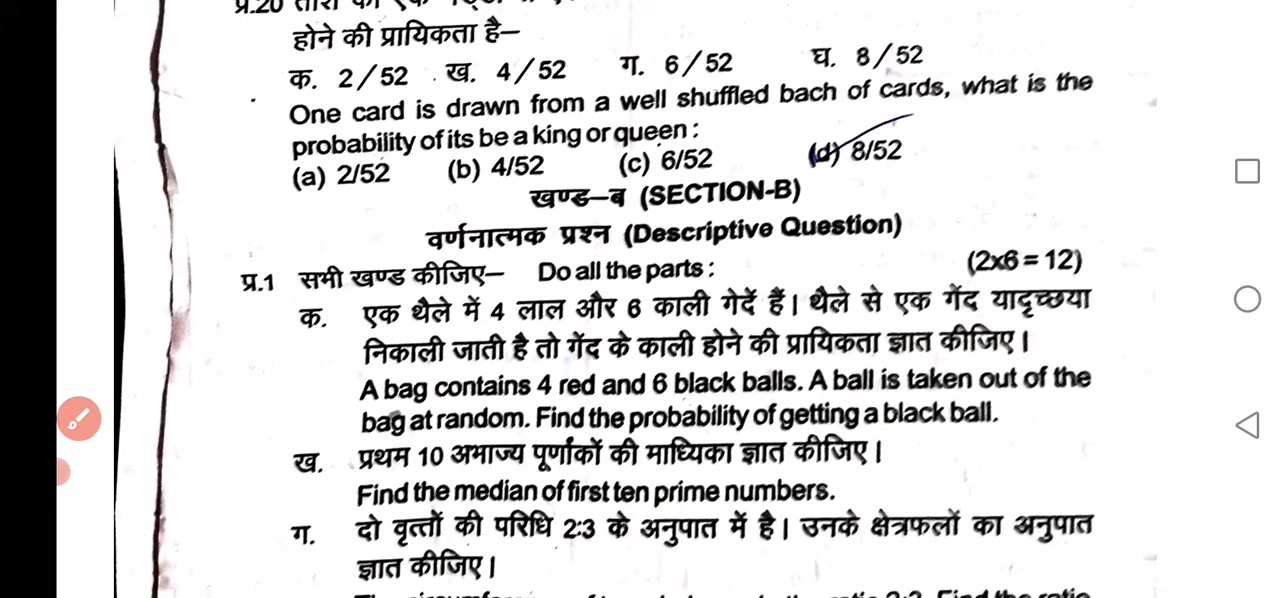 प्र.20
होने की प्रायिकता है–
क. 2/52 ख. 4/52 ग. 6/52 घ. 8/52
One card is drawn from a well shuffled bach of cards, what is the
probability of its be a king or queen :
(a) 2/52 (b) 4/52 (c) 6/52 (d) 8/52
खण्ड–ब (SECTION-B)
वर्णनात्मक प्रश्न (Descriptive Question)
प्र.1 सभी खण्ड कीजिए– Do all the parts : (2x6 = 12)
क. एक थैले में 4 लाल और 6 काली गेदें हैं। थैले से एक गेंद यादृच्छया
निकाली जाती है तो गेंद के काली होने की प्रायिकता ज्ञात कीजिए।
A bag contains 4 red and 6 black balls. A ball is taken out of the
bag at random. Find the probability of getting a black ball.
ख. प्रथम 10 अभाज्य पूर्णांकों की माध्यिका ज्ञात कीजिए।
Find the median of first ten prime numbers.
ग. दो वृत्तों की परिधि 2:3 के अनुपात में है। उनके क्षेत्रफलों का अनुपात
ज्ञात कीजिए।